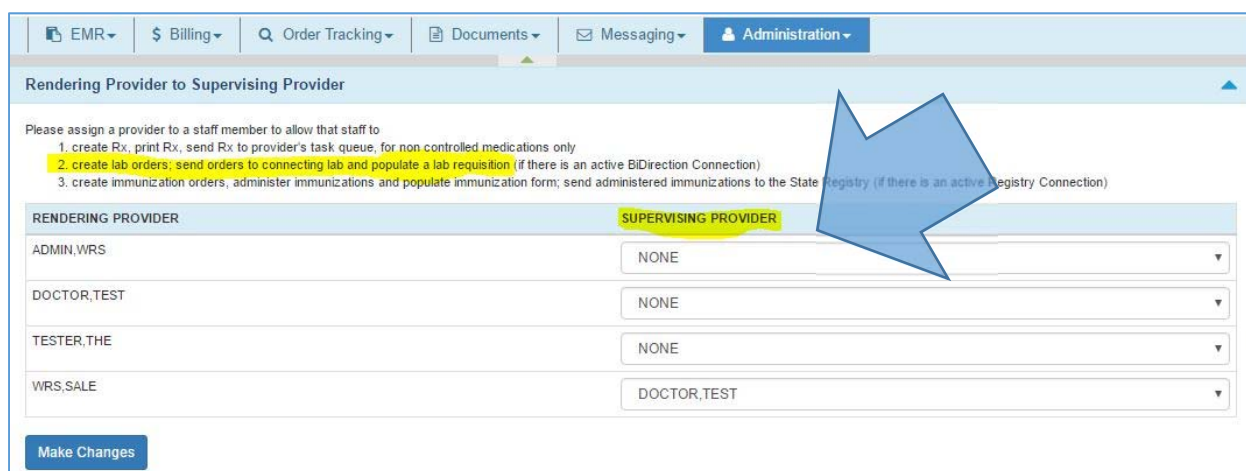 EMR $ Billing Order Tracking Documents Messaging Administration
Rendering Provider to Supervising Provider
Please assign a provider to a staff member to allow that staff to
1. create Rx, print Rx, send Rx to provider's task queue, for non controlled medications only
2. create lab orders; send orders to connecting lab and populate a lab requisition (if there is an active BiDirection Connection)
3. create immunization orders, administer immunizations and populate immunization form; send administered immunizations to the State Registry (if there is an active Registry Connection)
RENDERING PROVIDER SUPERVISING PROVIDER
ADMIN,WRS NONE
DOCTOR,TEST NONE
TESTER,THE NONE
WRS,SALE DOCTOR,TEST
Make Changes